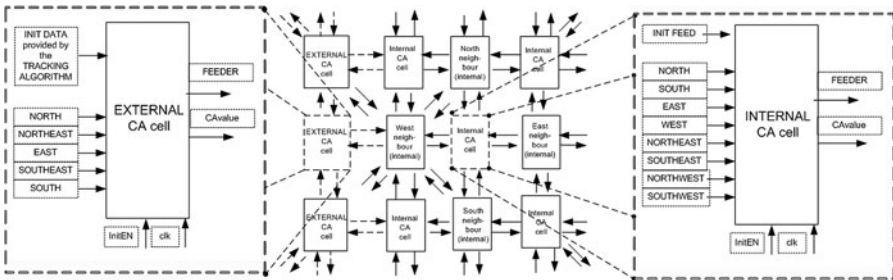 INIT DATA
provided by
the
TRACKING
ALGORITHM
NORTH
NORTHEAST
EAST
SOUTHEAST
SOUTH
EXTERNAL
CA cell
FEEDER
CAvalue
InitEN
clk
EXTERNAL
CA
cell
Internal
CA
cell
North
neigh-
bour
(internal)
Internal
CA
cell
EXTERNAL
CA
cell
West
neigh-
bour
(internal)
Internal
CA
cell
East
neigh-
bour
(internal)
EXTERNAL
CA
cell
Internal
CA
cell
South
neigh-
bour
(internal)
Internal
CA
cell
INIT FEED
NORTH
SOUTH
EAST
WEST
NORTHEAST
SOUTHEAST
NORTHWEST
SOUTHWEST
INTERNAL
CA cell
FEEDER
CAvalue
InitEN
clk